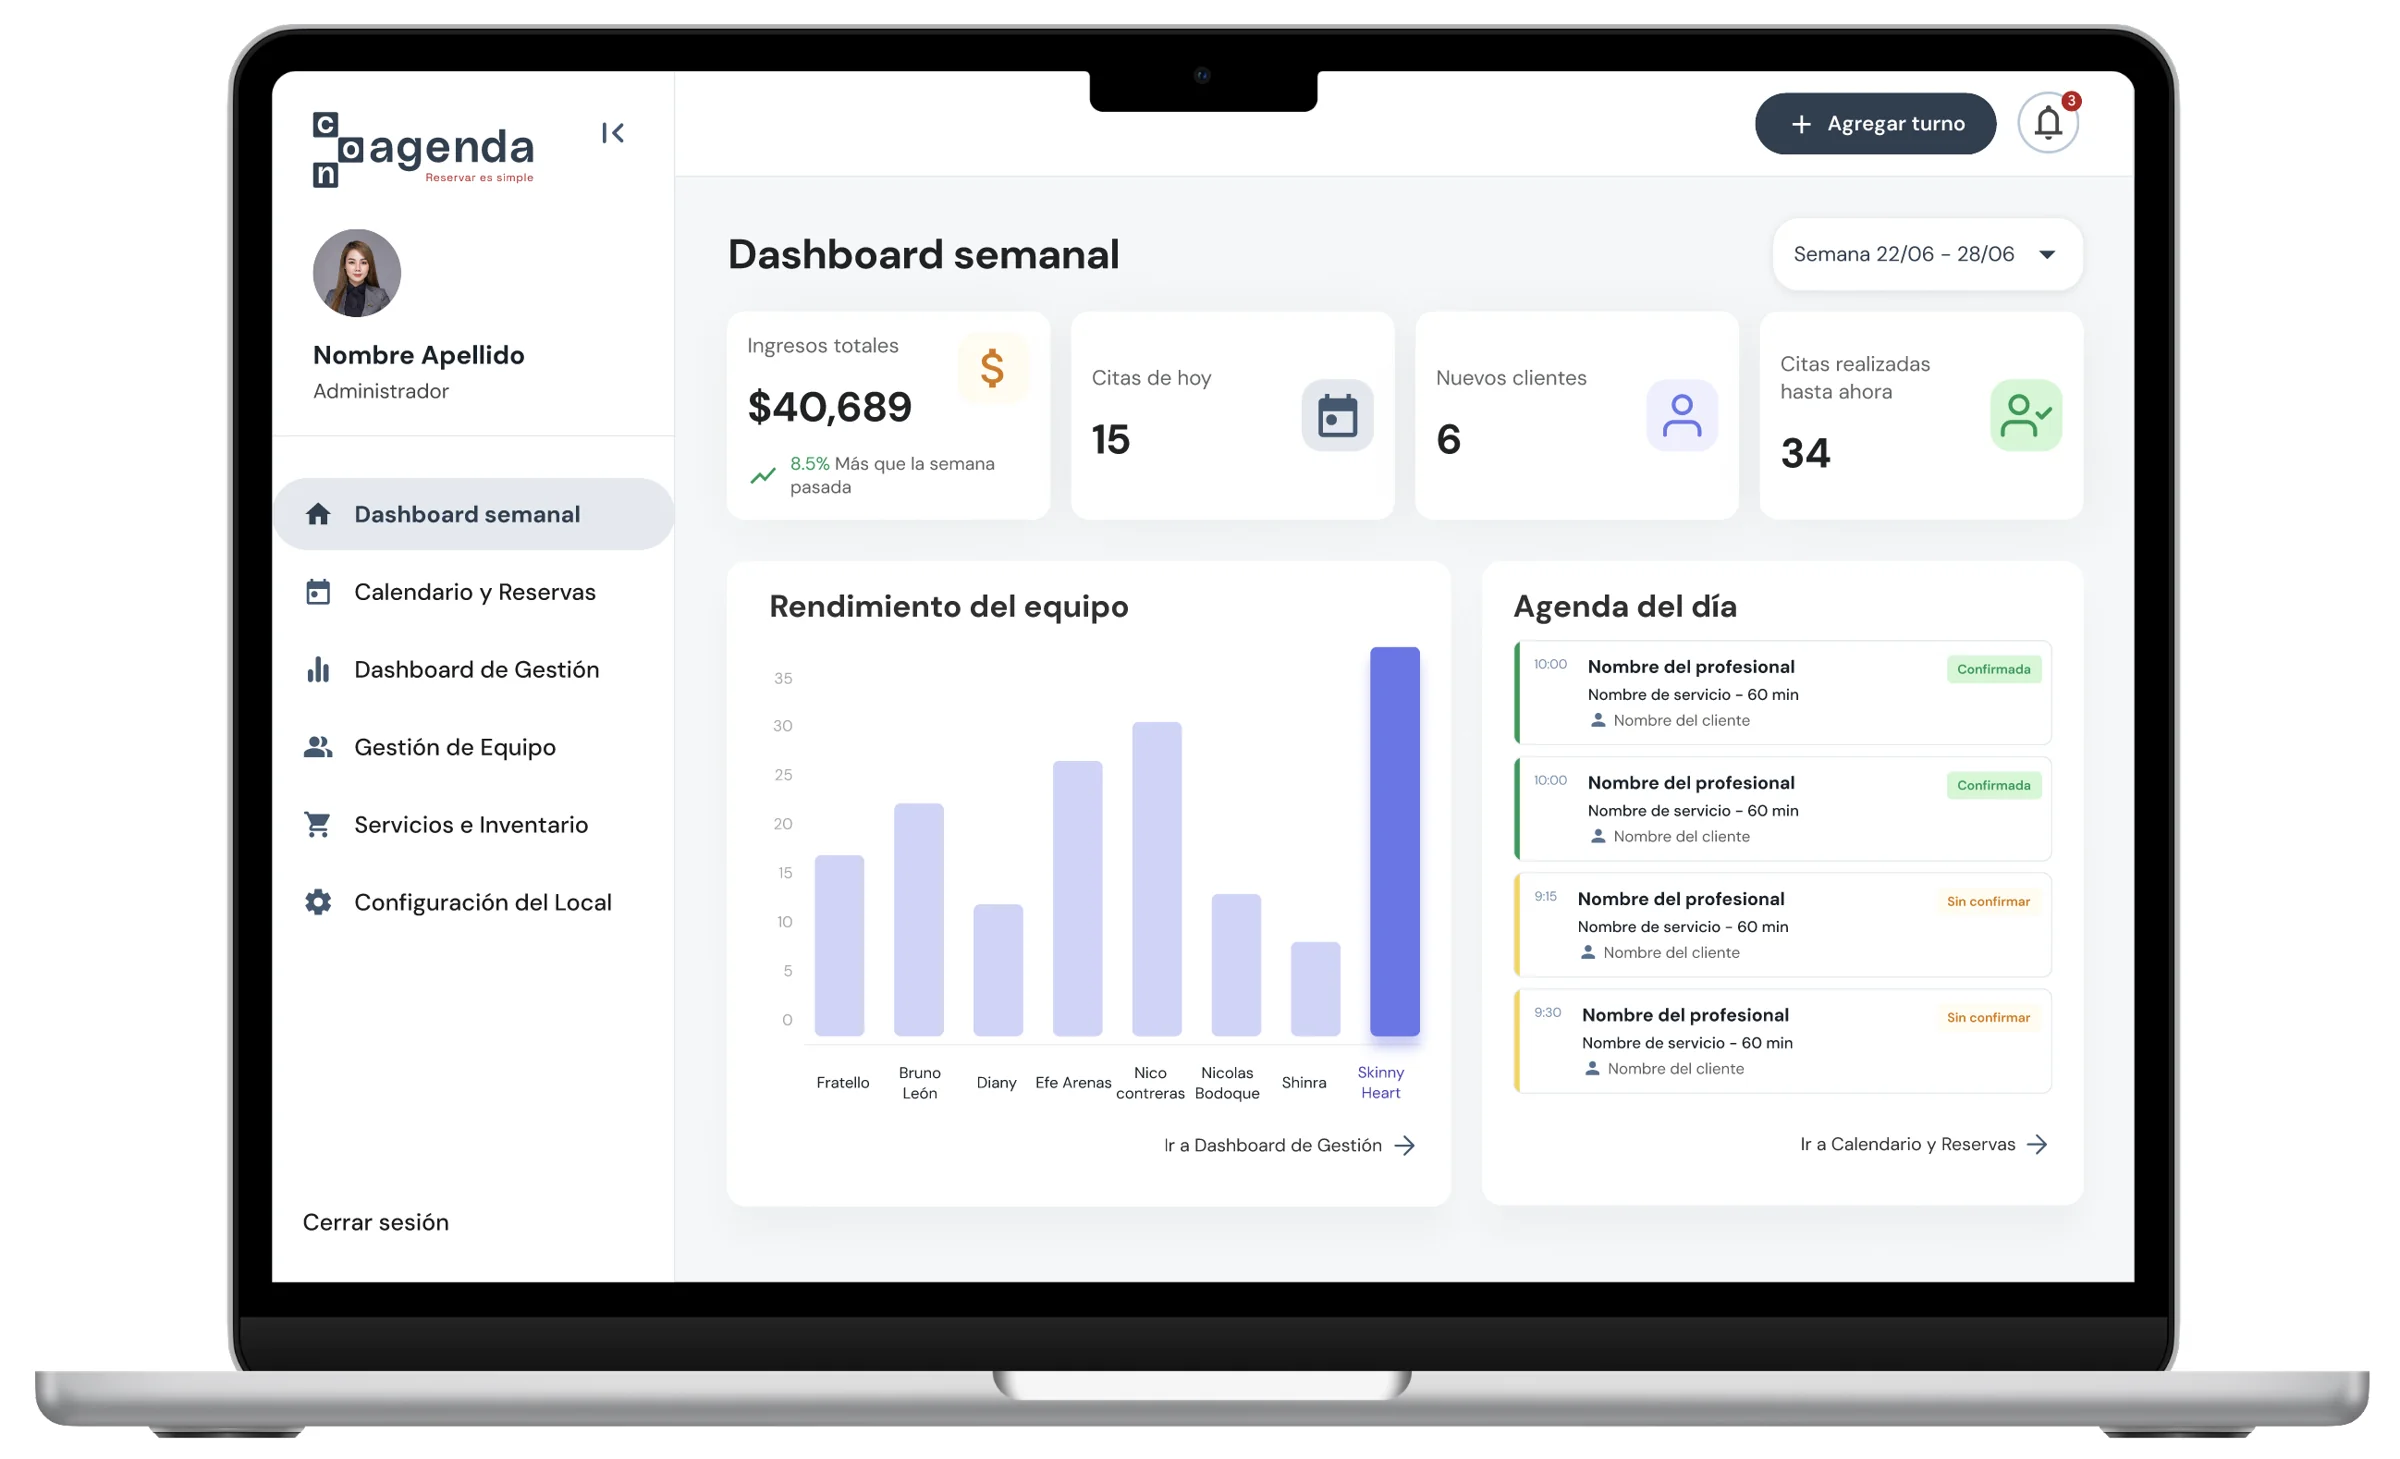 con agenda
Reservar es simple
Nombre Apellido
Administrador
Dashboard semanal
Calendario y Reservas
Dashboard de Gestión
Gestión de Equipo
Servicios e Inventario
Configuración del Local
Cerrar sesión
+ Agregar turno
3
Dashboard semanal
Semana 22/06 - 28/06
Ingresos totales
$
$40,689
8.5% Más que la semana
pasada
Citas de hoy
15
Nuevos clientes
6
Citas realizadas
hasta ahora
34
Rendimiento del equipo
35
30
25
20
15
10
5
0
Fratello
Bruno
León
Diany
Efe Arenas
Nico
contreras
Nicolas
Bodoque
Shinra
Skinny
Heart
Ir a Dashboard de Gestión
Agenda del día
10:00 Nombre del profesional Confirmada
Nombre de servicio - 60 min
Nombre del cliente
10:00 Nombre del profesional Confirmada
Nombre de servicio - 60 min
Nombre del cliente
9:15 Nombre del profesional Sin confirmar
Nombre de servicio - 60 min
Nombre del cliente
9:30 Nombre del profesional Sin confirmar
Nombre de servicio - 60 min
Nombre del cliente
Ir a Calendario y Reservas